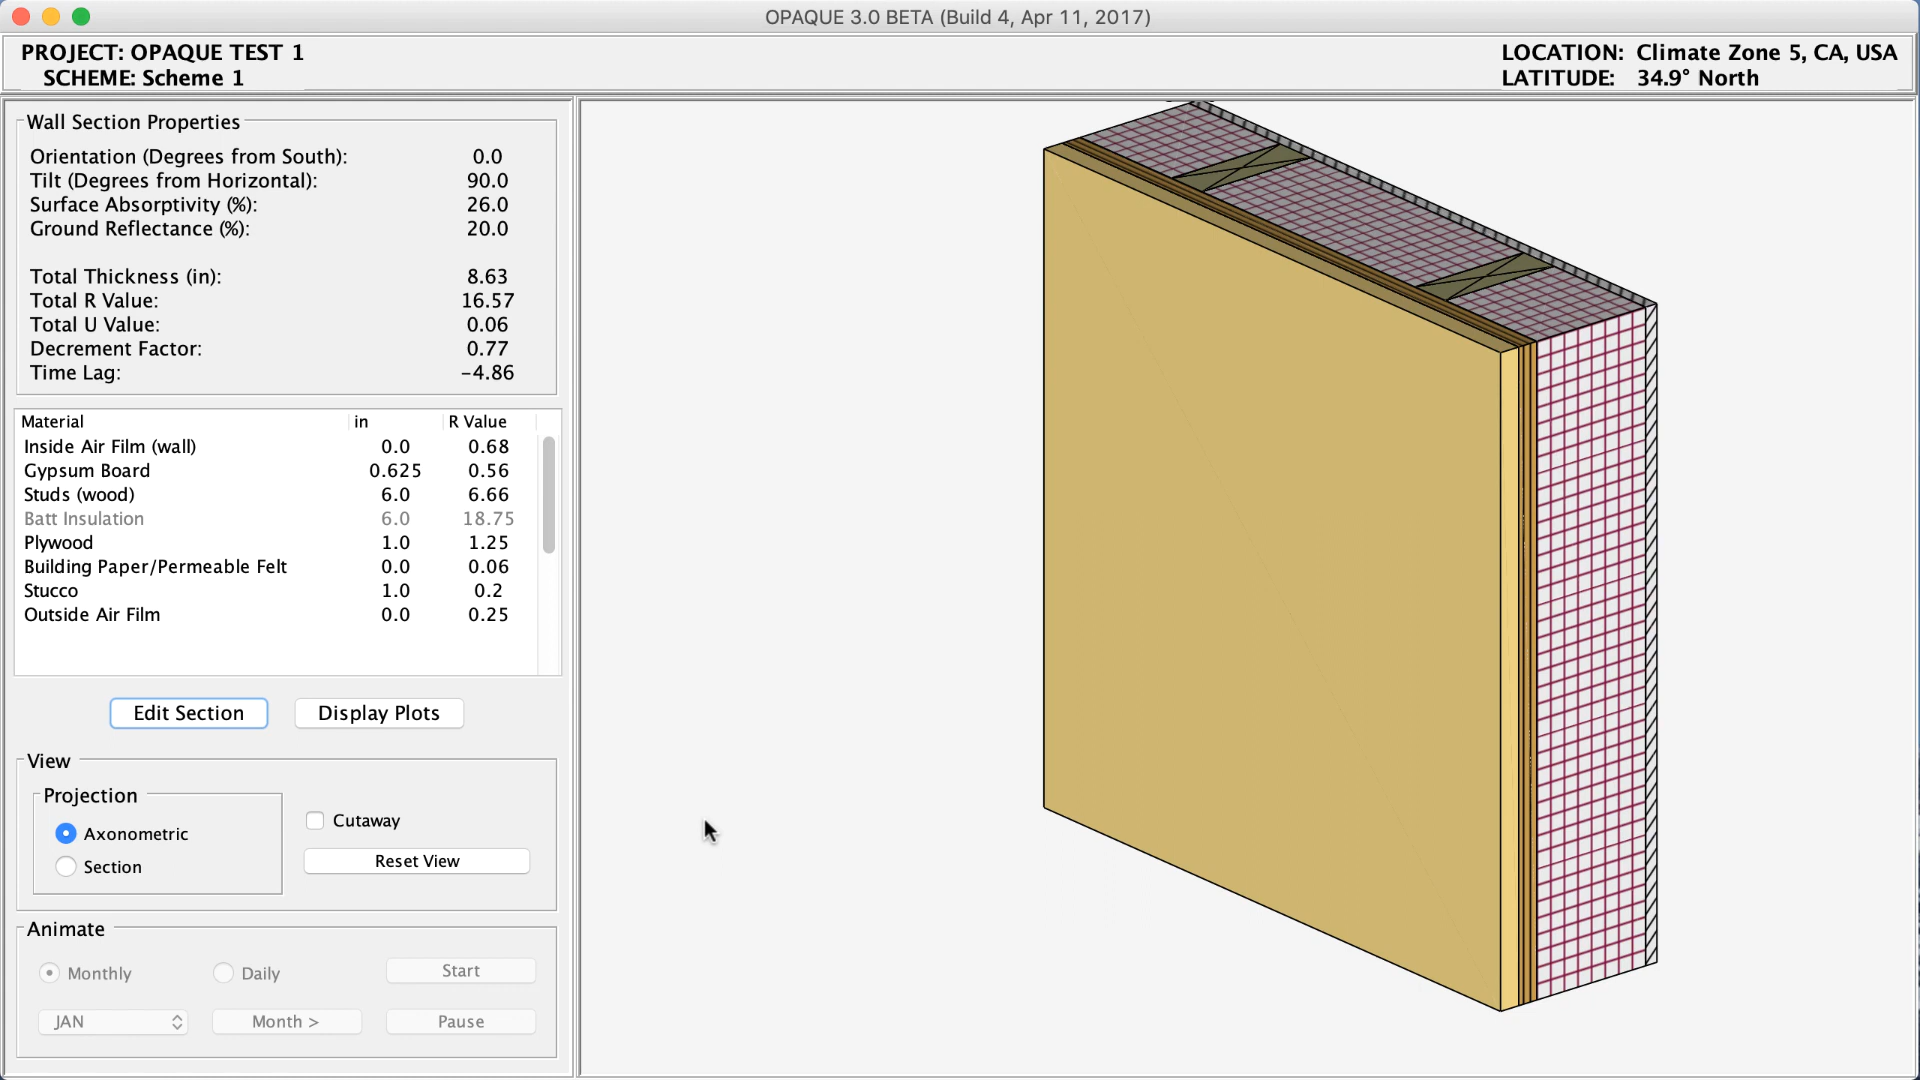 OPAQUE 3.0 BETA (Build 4, Apr 11, 2017)
PROJECT: OPAQUE TEST 1
SCHEME: Scheme 1
LOCATION: Climate Zone 5, CA, USA
LATITUDE: 34.9° North
Wall Section Properties
Orientation (Degrees from South): 0.0
Tilt (Degrees from Horizontal): 90.0
Surface Absorptivity (%): 26.0
Ground Reflectance (%): 20.0
Total Thickness (in): 8.63
Total R Value: 16.57
Total U Value: 0.06
Decrement Factor: 0.77
Time Lag: -4.86
Material in R Value
Inside Air Film (wall) 0.0 0.68
Gypsum Board 0.625 0.56
Studs (wood) 6.0 6.66
Batt Insulation 6.0 18.75
Plywood 1.0 1.25
Building Paper/Permeable Felt 0.0 0.06
Stucco 1.0 0.2
Outside Air Film 0.0 0.25
Edit Section Display Plots
View
Projection
Axonometric
Section
Cutaway
Reset View
Animate
Monthly Daily Start
JAN Month > Pause